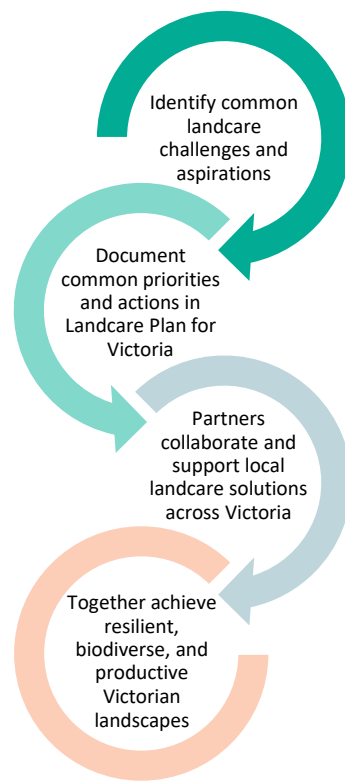 Identify common
landcare
challenges and
aspirations
Document
common priorities
and actions in
Landcare Plan for
Victoria
Partners
collaborate and
support local
landcare solutions
across Victoria
Together achieve
resilient,
biodiverse, and
productive
Victorian
landscapes